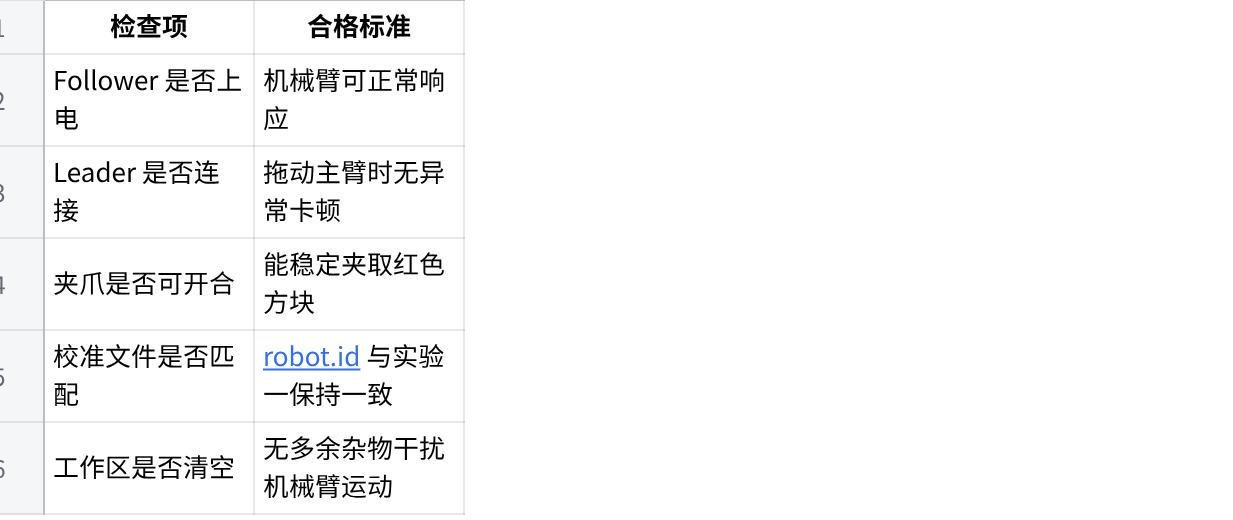 检查项 合格标准
Follower 是否上
电
机械臂可正常响
应
Leader 是否连
接
拖动主臂时无异
常卡顿
夹爪是否可开合
能稳定夹取红色
方块
校准文件是否匹
配
robot.id 与实验
一保持一致
工作区是否清空
无多余杂物干扰
机械臂运动